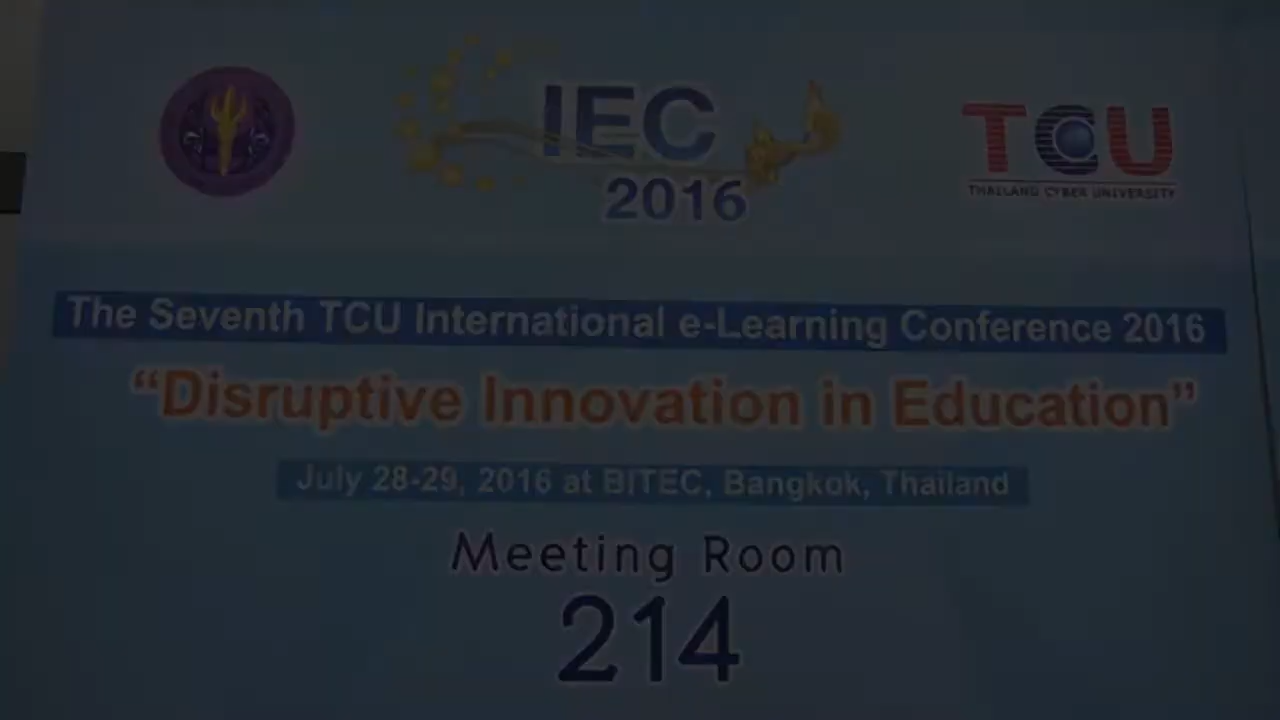 IEC
2016
TCU
THAILAND CYBER UNIVERSITY
The Seventh TCU International e-Learning Conference 2016
“Disruptive Innovation in Education”
July 28-29, 2016 at BITEC, Bangkok, Thailand
Meeting Room
214